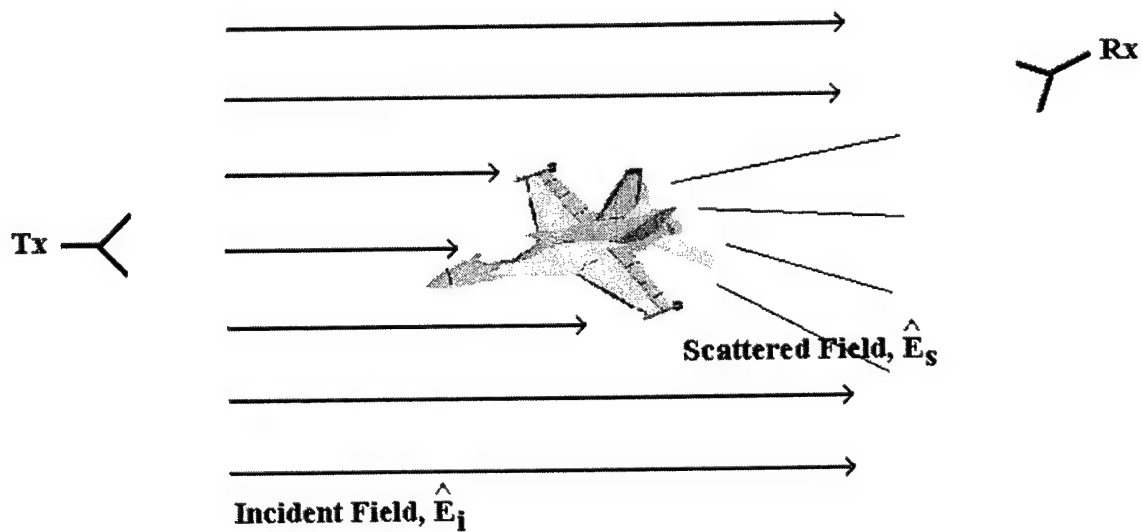 Rx
Tx
Scattered Field, Ê_s
Incident Field, Ê_i